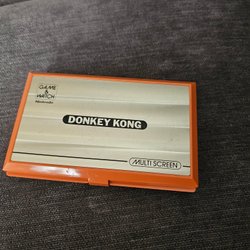 GAME &
WATCH
Nintendo
DONKEY KONG
MULTI SCREEN